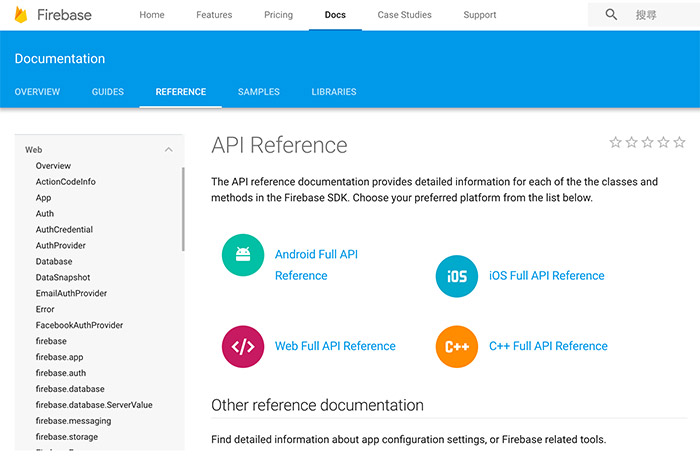 Firebase
Home
Features
Pricing
Docs
Case Studies
Support
搜尋
Documentation
OVERVIEW
GUIDES
REFERENCE
SAMPLES
LIBRARIES
Web
Overview
ActionCodeInfo
App
Auth
AuthCredential
AuthProvider
Database
DataSnapshot
EmailAuthProvider
Error
FacebookAuthProvider
firebase
firebase.app
firebase.auth
firebase.database
firebase.database.ServerValue
firebase.messaging
firebase.storage
API Reference
The API reference documentation provides detailed information for each of the the classes and
methods in the Firebase SDK. Choose your preferred platform from the list below.
Android Full API
Reference
iOS
iOS Full API Reference
</>
Web Full API Reference
C++
C++ Full API Reference
Other reference documentation
Find detailed information about app configuration settings, or Firebase related tools.